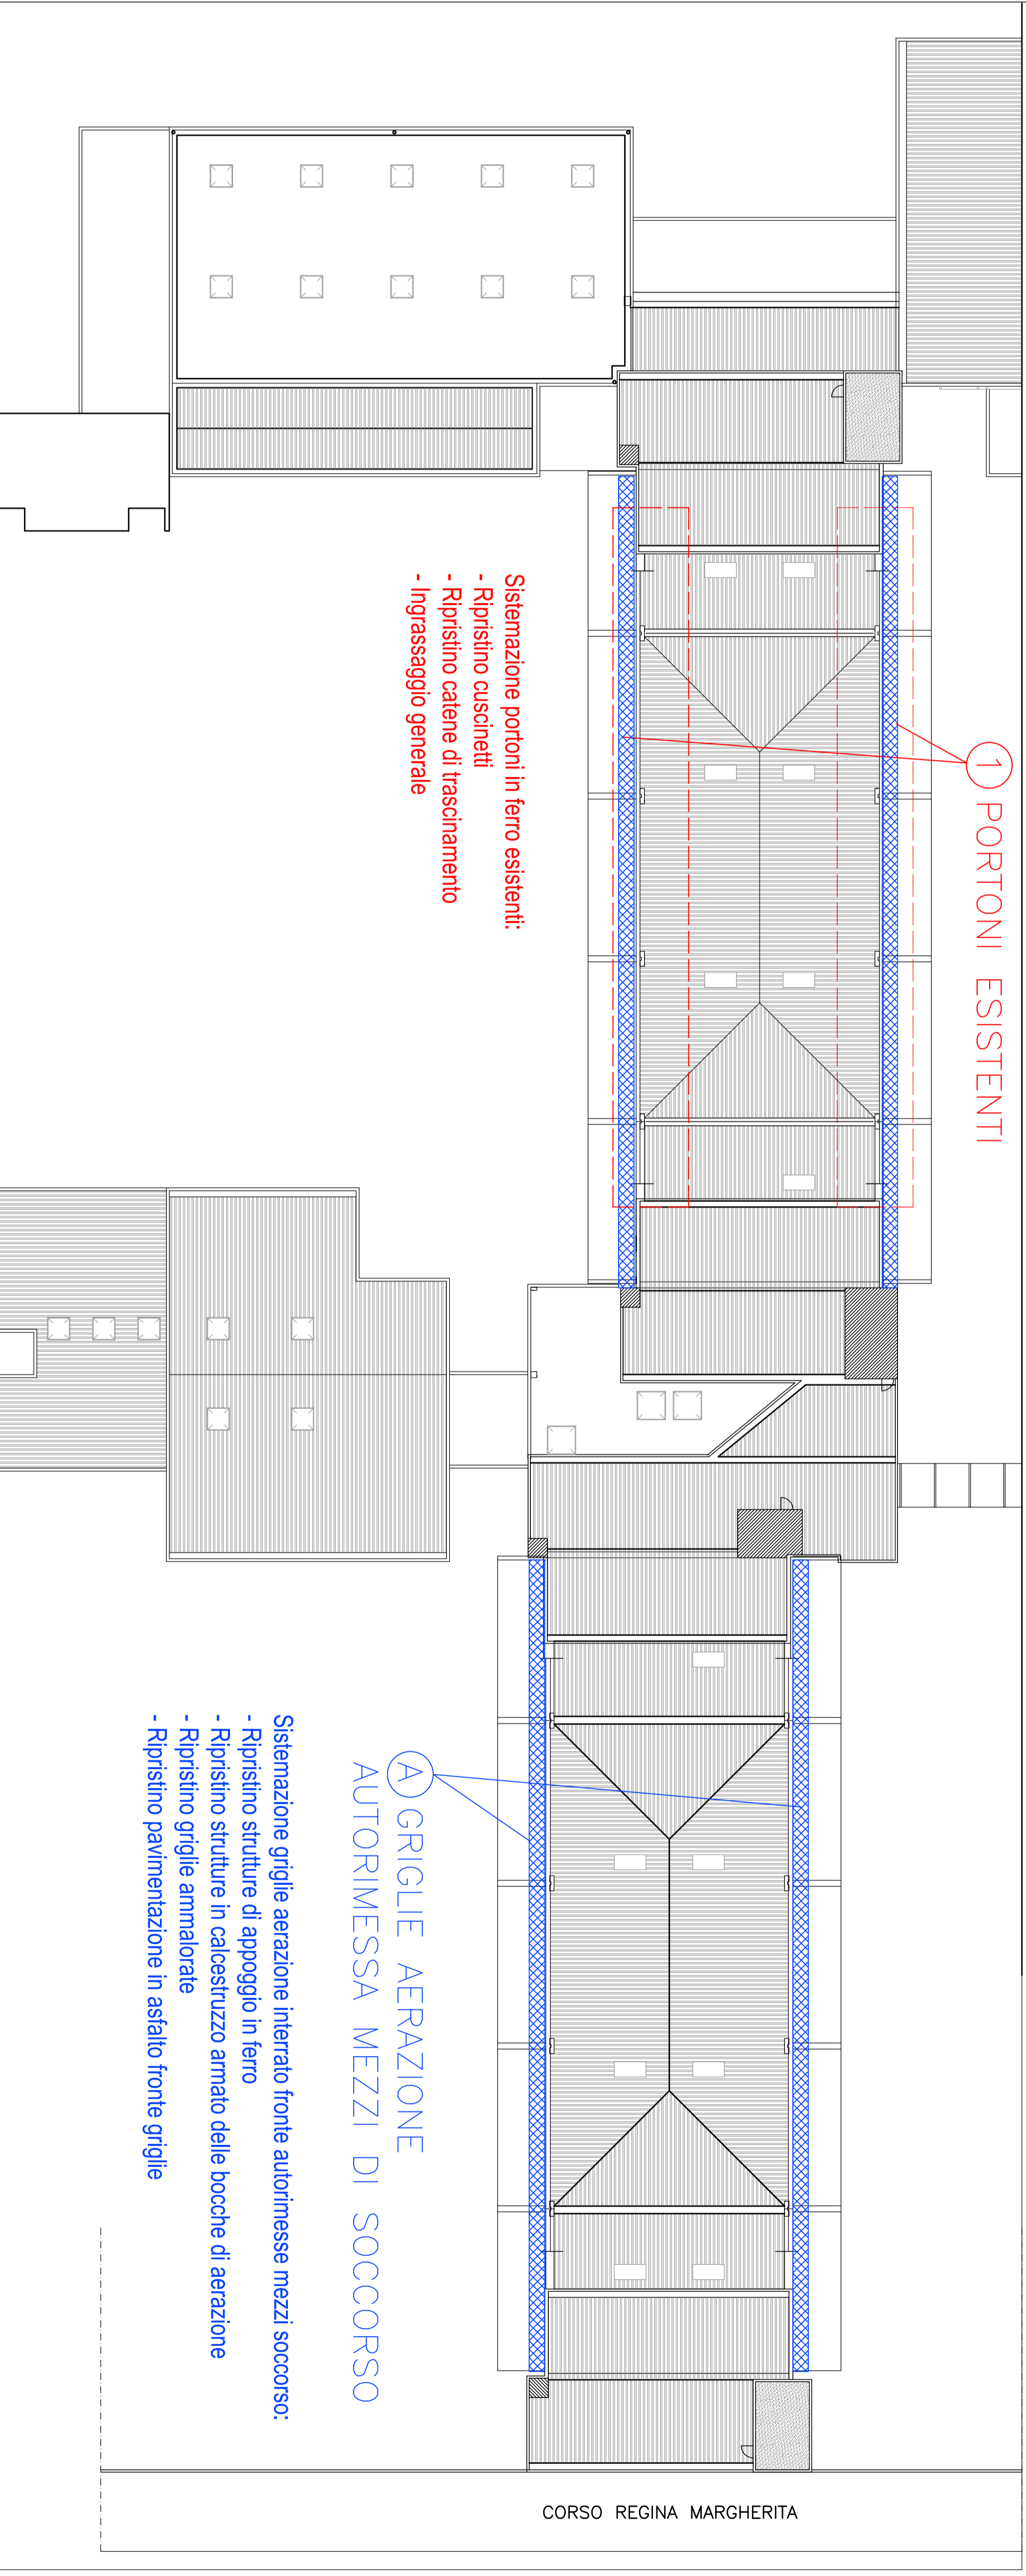 1 PORTONI ESISTENTI
Sistemazione portoni in ferro esistenti:
- Ripristino cuscinetti
- Ripristino catene di trascinamento
- Ingrassaggio generale
A GRIGLIE AERAZIONE
AUTORIMESSA MEZZI DI SOCCORSO
Sistemazione griglie aerazione interrato fronte autorimesse mezzi soccorso:
- Ripristino strutture di appoggio in ferro
- Ripristino strutture in calcestruzzo armato delle bocche di aerazione
- Ripristino griglie ammalorate
- Ripristino pavimentazione in asfalto fronte griglie
CORSO REGINA MARGHERITA